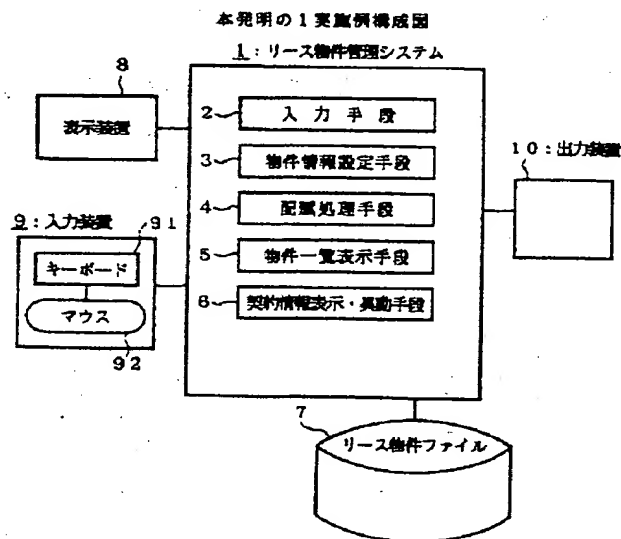 本発明の１実施例構成図
１：リース物件管理システム
８
表示装置
２
入力手段
３
物件情報設定手段
１０：出力装置
４
配賦処理手段
９：入力装置
９１
５
物件一覧表示手段
キーボード
６
契約情報表示・異動手段
マウス
９２
７
リース物件ファイル